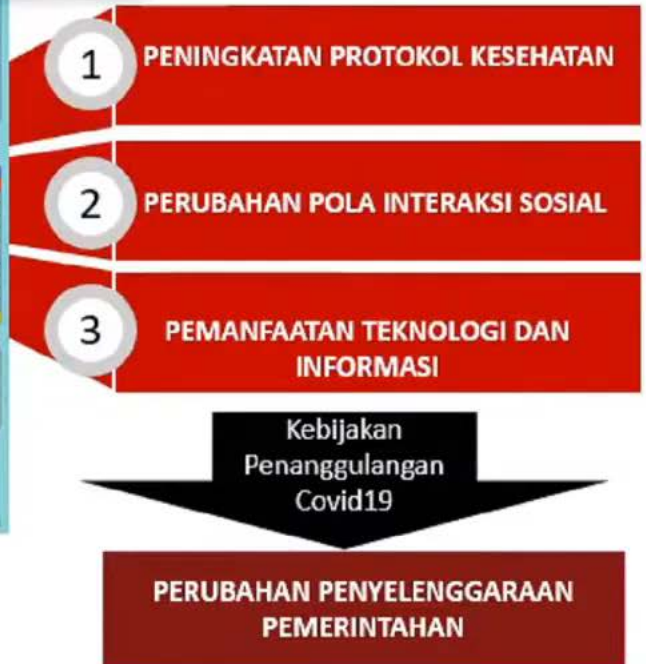 1
PENINGKATAN PROTOKOL KESEHATAN
2
PERUBAHAN POLA INTERAKSI SOSIAL
3
PEMANFAATAN TEKNOLOGI DAN
INFORMASI
Kebijakan
Penanggulangan
Covid19
PERUBAHAN PENYELENGGARAAN
PEMERINTAHAN